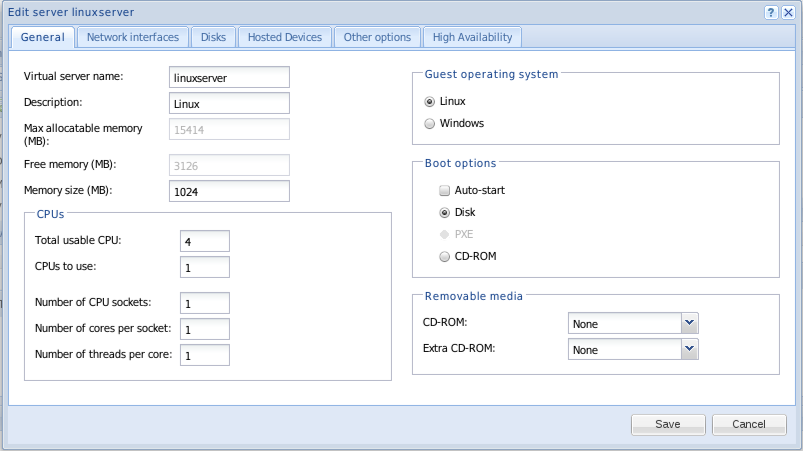 Edit server linuxserver
General Network interfaces Disks Hosted Devices Other options High Availability
Virtual server name: linuxserver
Description: Linux
Max allocatable memory (MB): 15414
Free memory (MB): 3126
Memory size (MB): 1024
CPUs
Total usable CPU: 4
CPUs to use: 1
Number of CPU sockets: 1
Number of cores per socket: 1
Number of threads per core: 1
Guest operating system
Linux
Windows
Boot options
Auto-start
Disk
PXE
CD-ROM
Removable media
CD-ROM: None
Extra CD-ROM: None
Save Cancel